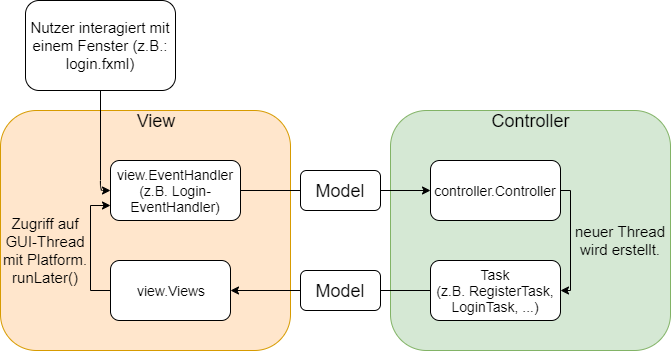 Nutzer interagiert mit
einem Fenster (z.B.:
login.fxml)
View
Controller
view.EventHandler
(z.B. Login-
EventHandler)
Model
controller.Controller
Zugriff auf
GUI-Thread
mit Platform.
runLater()
neuer Thread
wird erstellt.
view.Views
Model
Task
(z.B. RegisterTask,
LoginTask, ...)